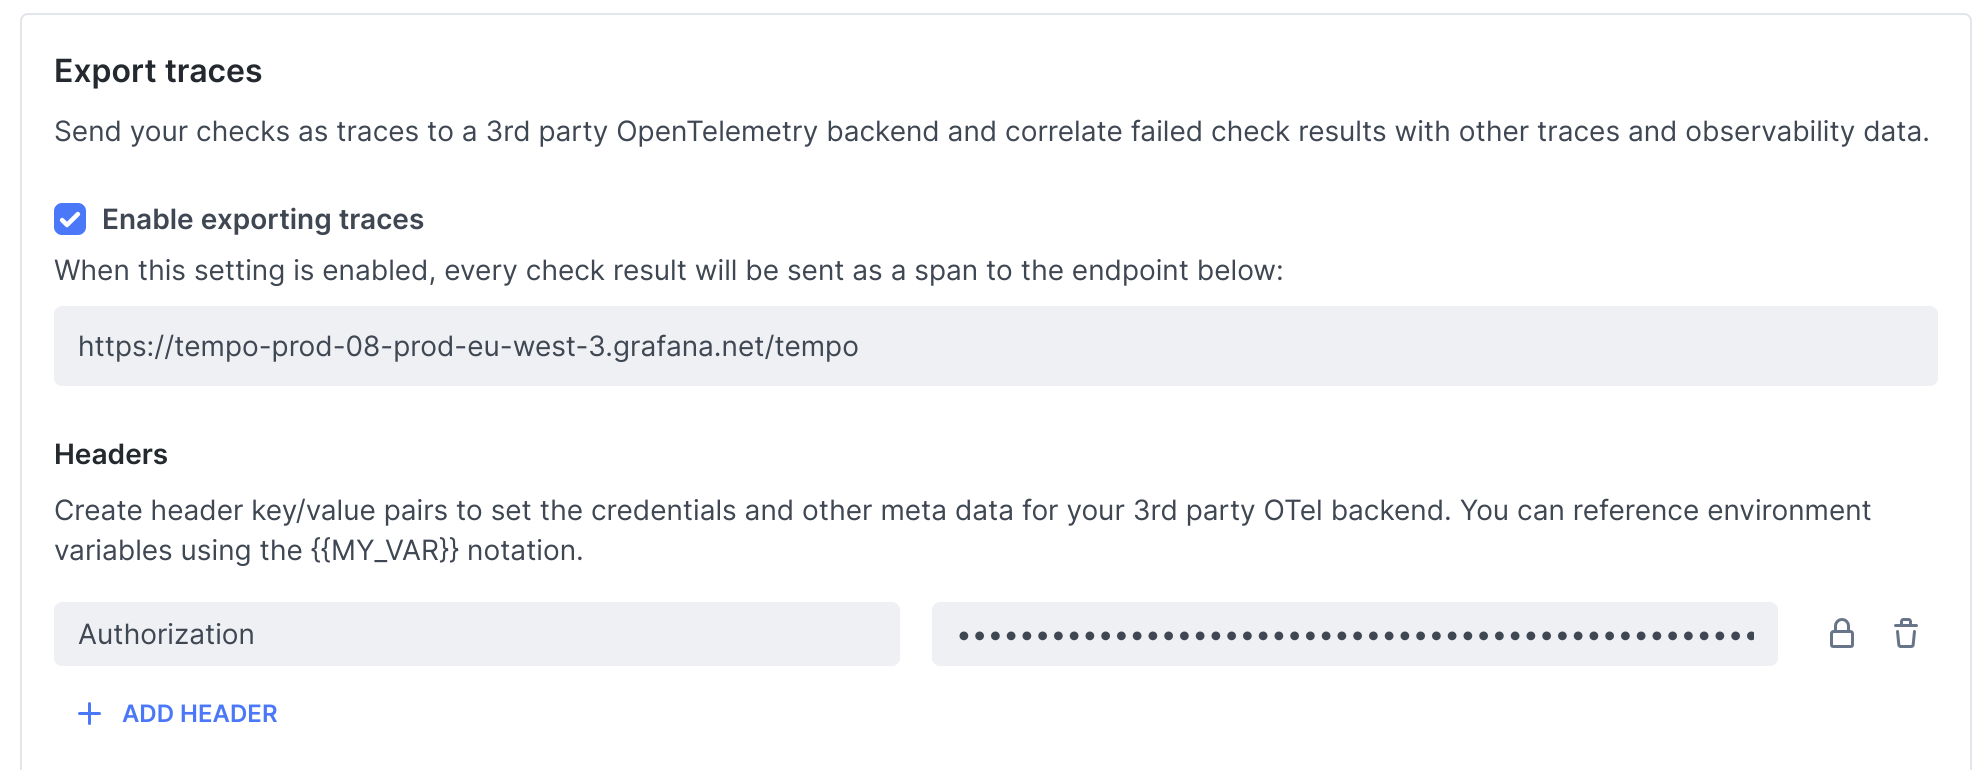 Export traces
Send your checks as traces to a 3rd party OpenTelemetry backend and correlate failed check results with other traces and observability data.
Enable exporting traces
When this setting is enabled, every check result will be sent as a span to the endpoint below:
https://tempo-prod-08-prod-eu-west-3.grafana.net/tempo
Headers
Create header key/value pairs to set the credentials and other meta data for your 3rd party OTel backend. You can reference environment
variables using the {{MY_VAR}} notation.
Authorization
ADD HEADER